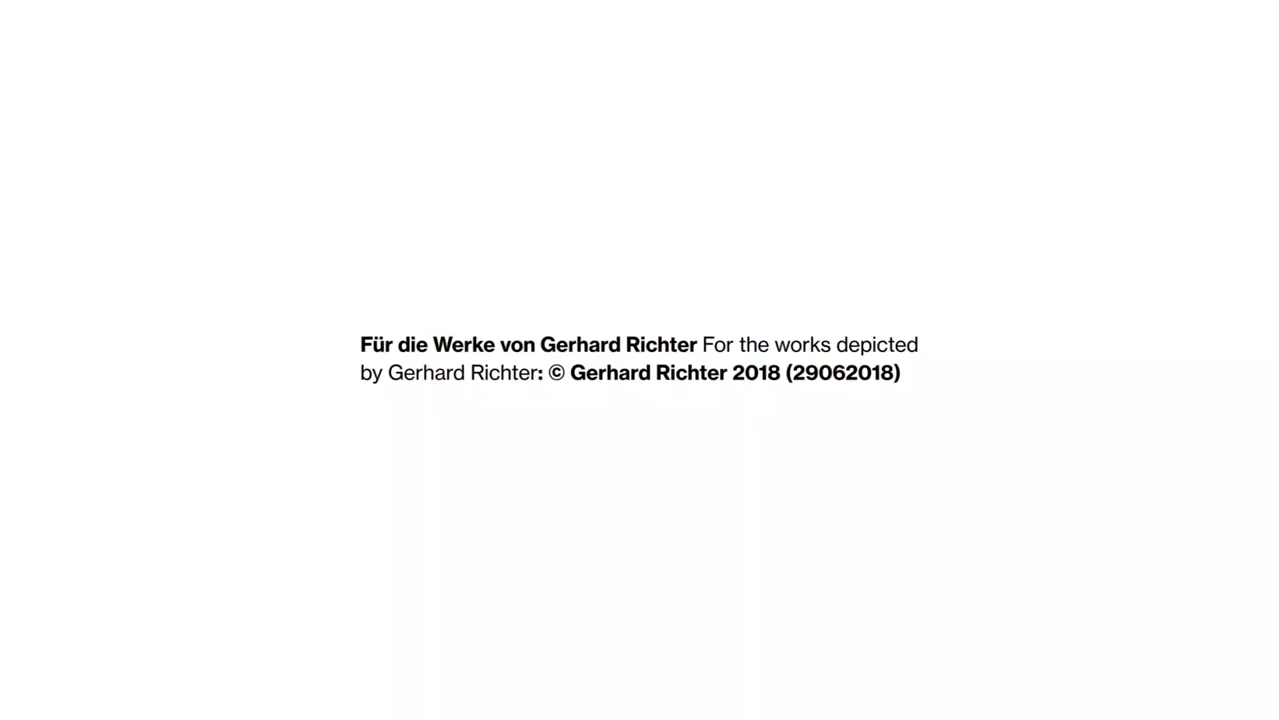 Für die Werke von Gerhard Richter For the works depicted
by Gerhard Richter: © Gerhard Richter 2018 (29062018)